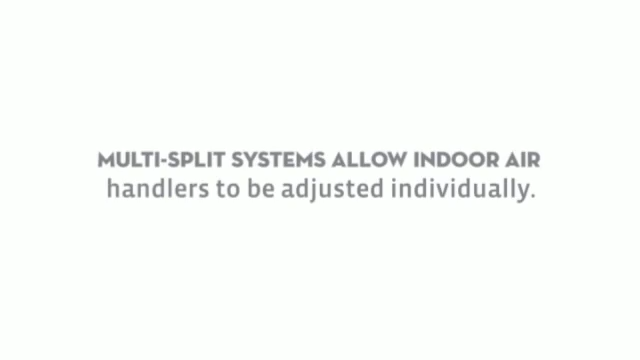 MULTI-SPLIT SYSTEMS ALLOW INDOOR AIR
handlers to be adjusted individually.